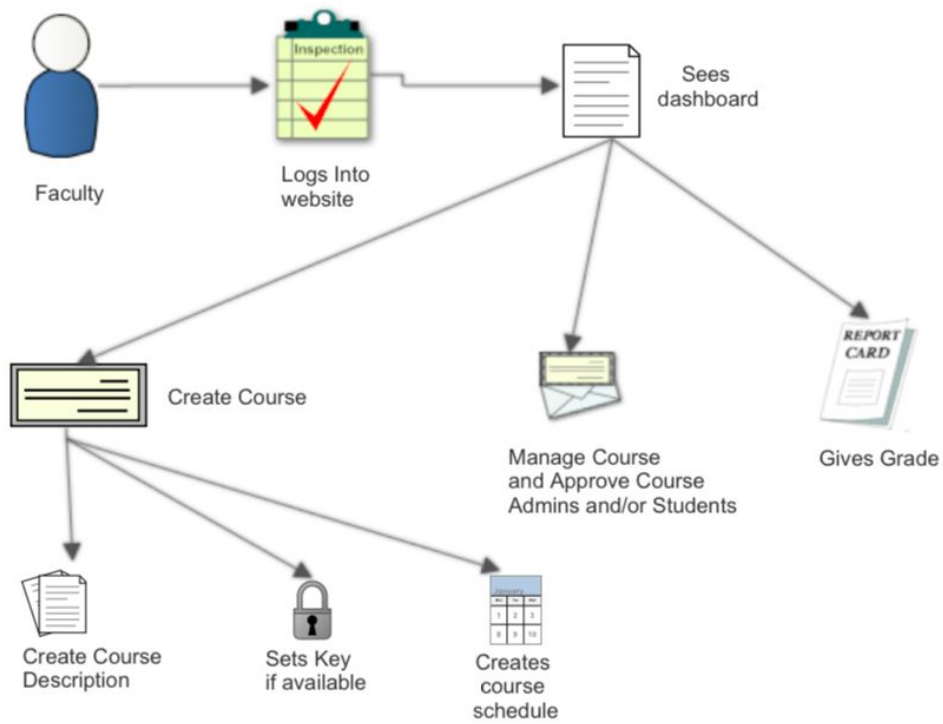 Inspection
Sees
dashboard
Logs Into
website
Faculty
REPORT
CARD
Create Course
Manage Course
and Approve Course
Admins and/or Students
Gives Grade
January
1 2 3
8 9 10
Create Course
Description
Sets Key
if available
Creates
course
schedule